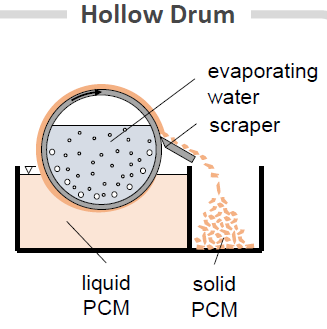 Hollow Drum
evaporating
water
scraper
liquid
PCM
solid
PCM